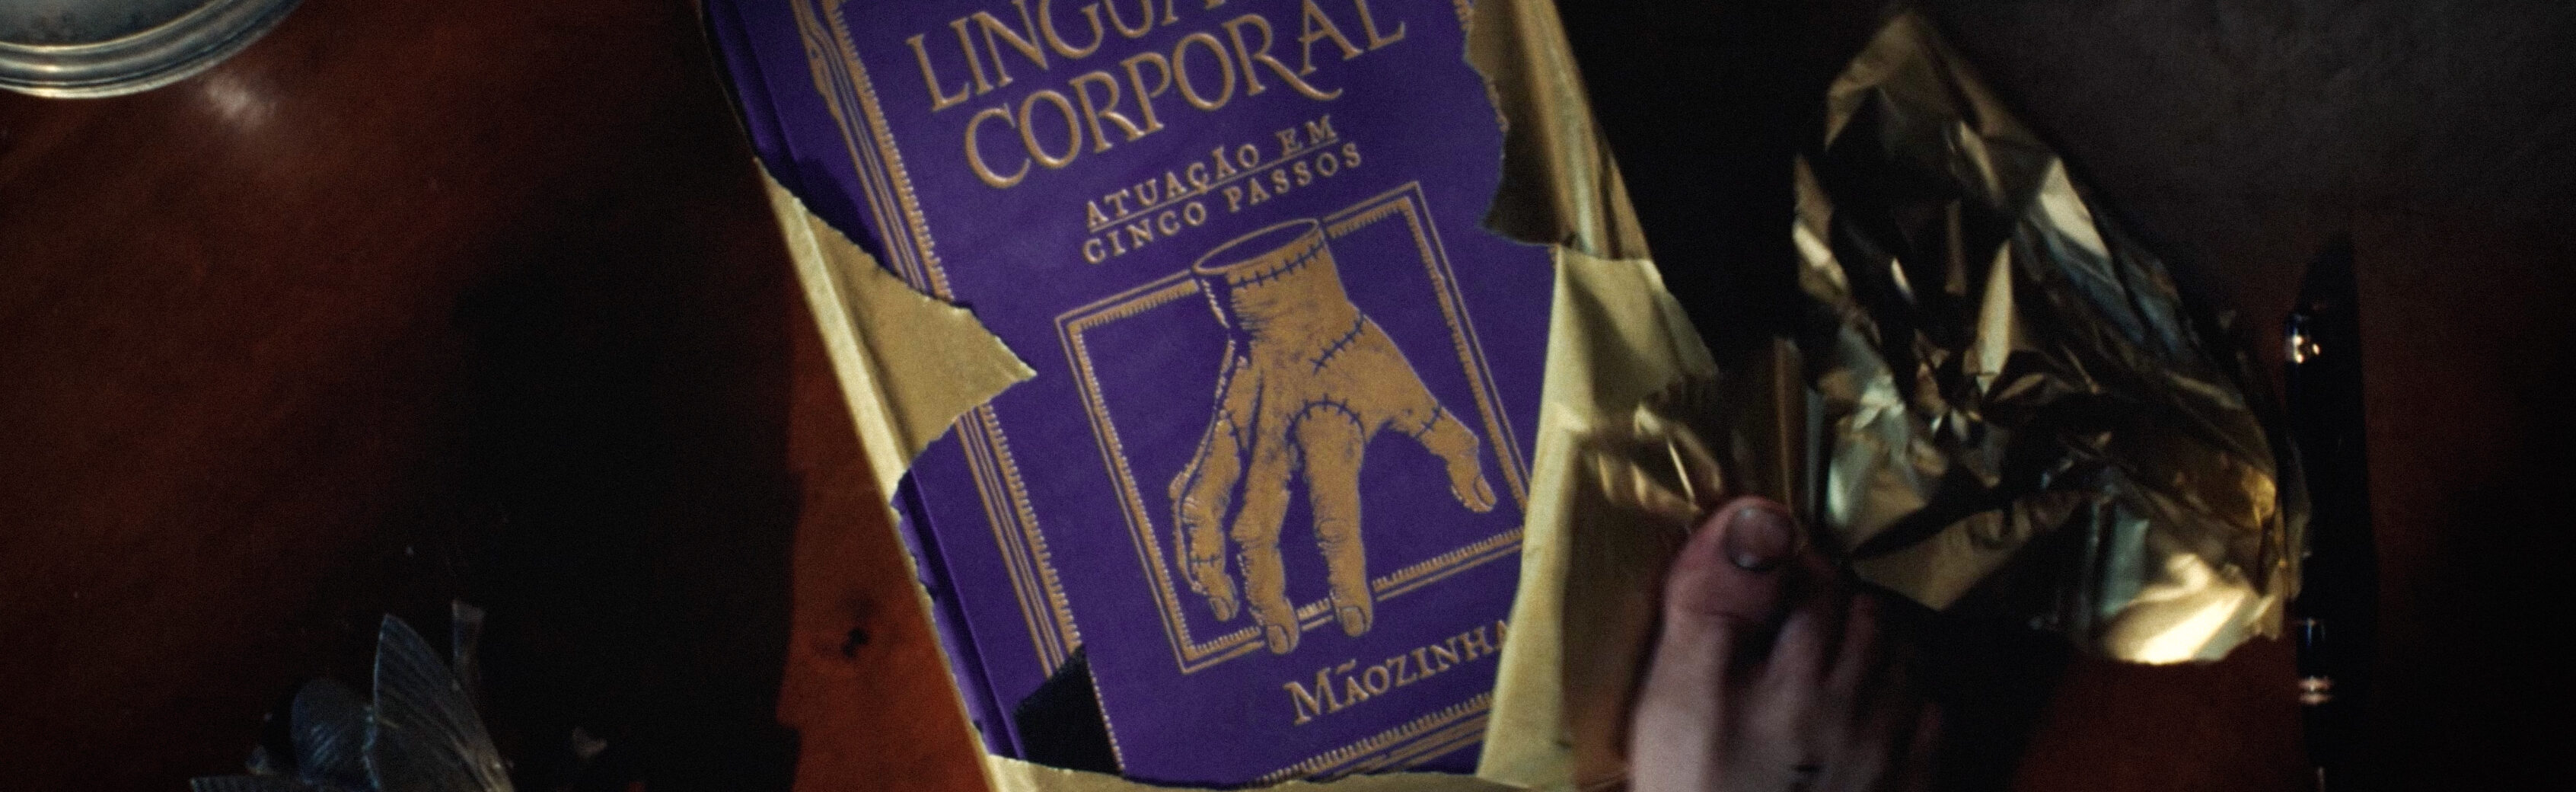 CORPORAL
ATUAÇÃO EM
CINCO PASSOS
MÃOZINHA